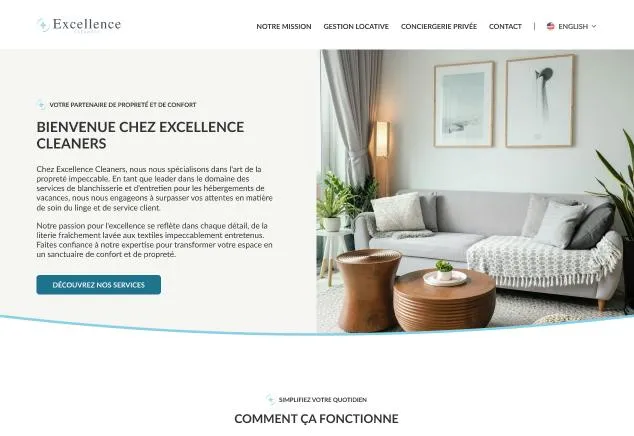 Excellence
NOTRE MISSION
GESTION LOCATIVE
CONCIERGERIE PRIVÉE
CONTACT
ENGLISH
VOTRE PARTENAIRE DE PROPRETÉ ET DE CONFORT
BIENVENUE CHEZ EXCELLENCE
CLEANERS
Chez Excellence Cleaners, nous nous spécialisons dans l'art de la
propreté impeccable. En tant que leader dans le domaine des
services de blanchisserie et d'entretien pour les hébergements de
vacances, nous nous engageons à surpasser vos attentes en matière
de soin du linge et de service client.
Notre passion pour l'excellence se reflète dans chaque détail, de la
literie fraîchement lavée aux textiles impeccablement entretenus.
Faites confiance à notre expertise pour transformer votre espace en
un sanctuaire de confort et de propreté.
DÉCOUVREZ NOS SERVICES
SIMPLIFIEZ VOTRE QUOTIDIEN
COMMENT ÇA FONCTIONNE